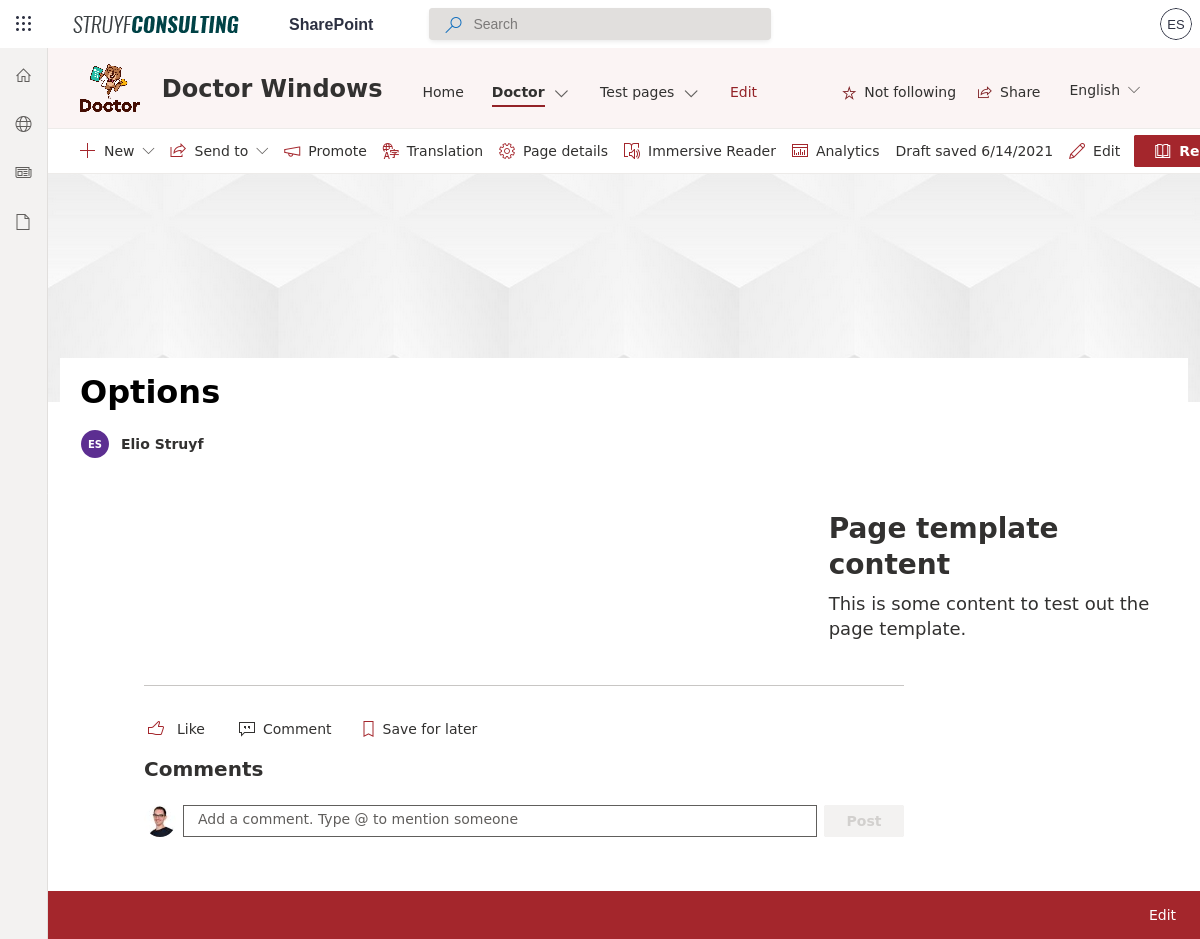 STRUYFCONSULTING SharePoint Search ES
Doctor
Doctor Windows Home Doctor Test pages Edit Not following Share English
New Send to Promote Translation Page details Immersive Reader Analytics Draft saved 6/14/2021 Edit Re
Options
ES Elio Struyf
Page template
content
This is some content to test out the
page template.
Like Comment Save for later
Comments
Add a comment. Type @ to mention someone Post
Edit